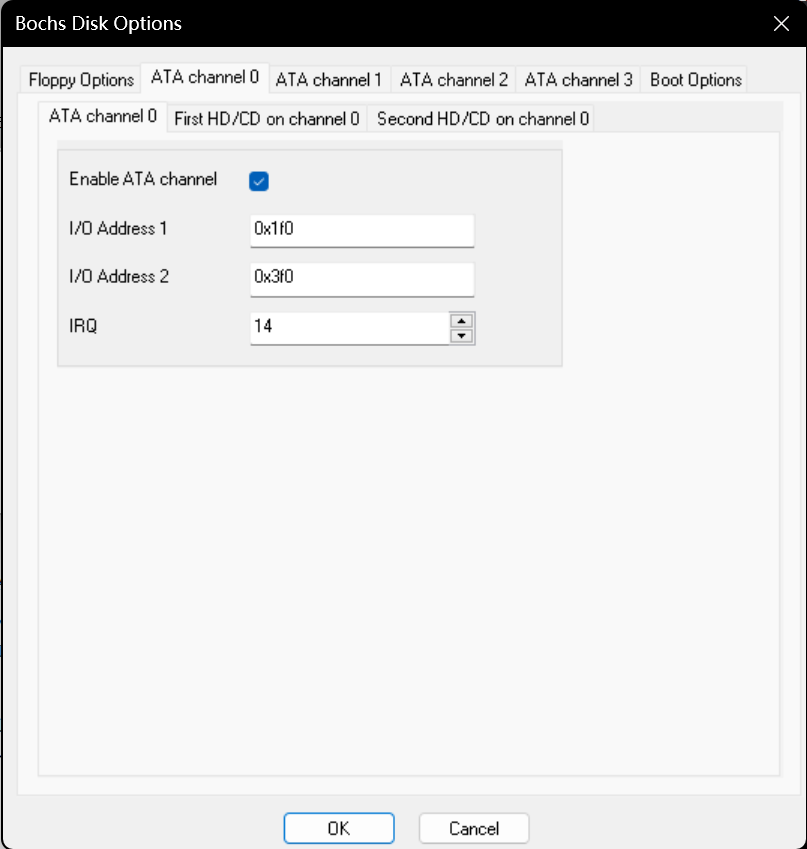 Bochs Disk Options
Floppy Options ATA channel 0 ATA channel 1 ATA channel 2 ATA channel 3 Boot Options
ATA channel 0 First HD/CD on channel 0 Second HD/CD on channel 0
Enable ATA channel
I/O Address 1 0x1f0
I/O Address 2 0x3f0
IRQ 14
OK Cancel